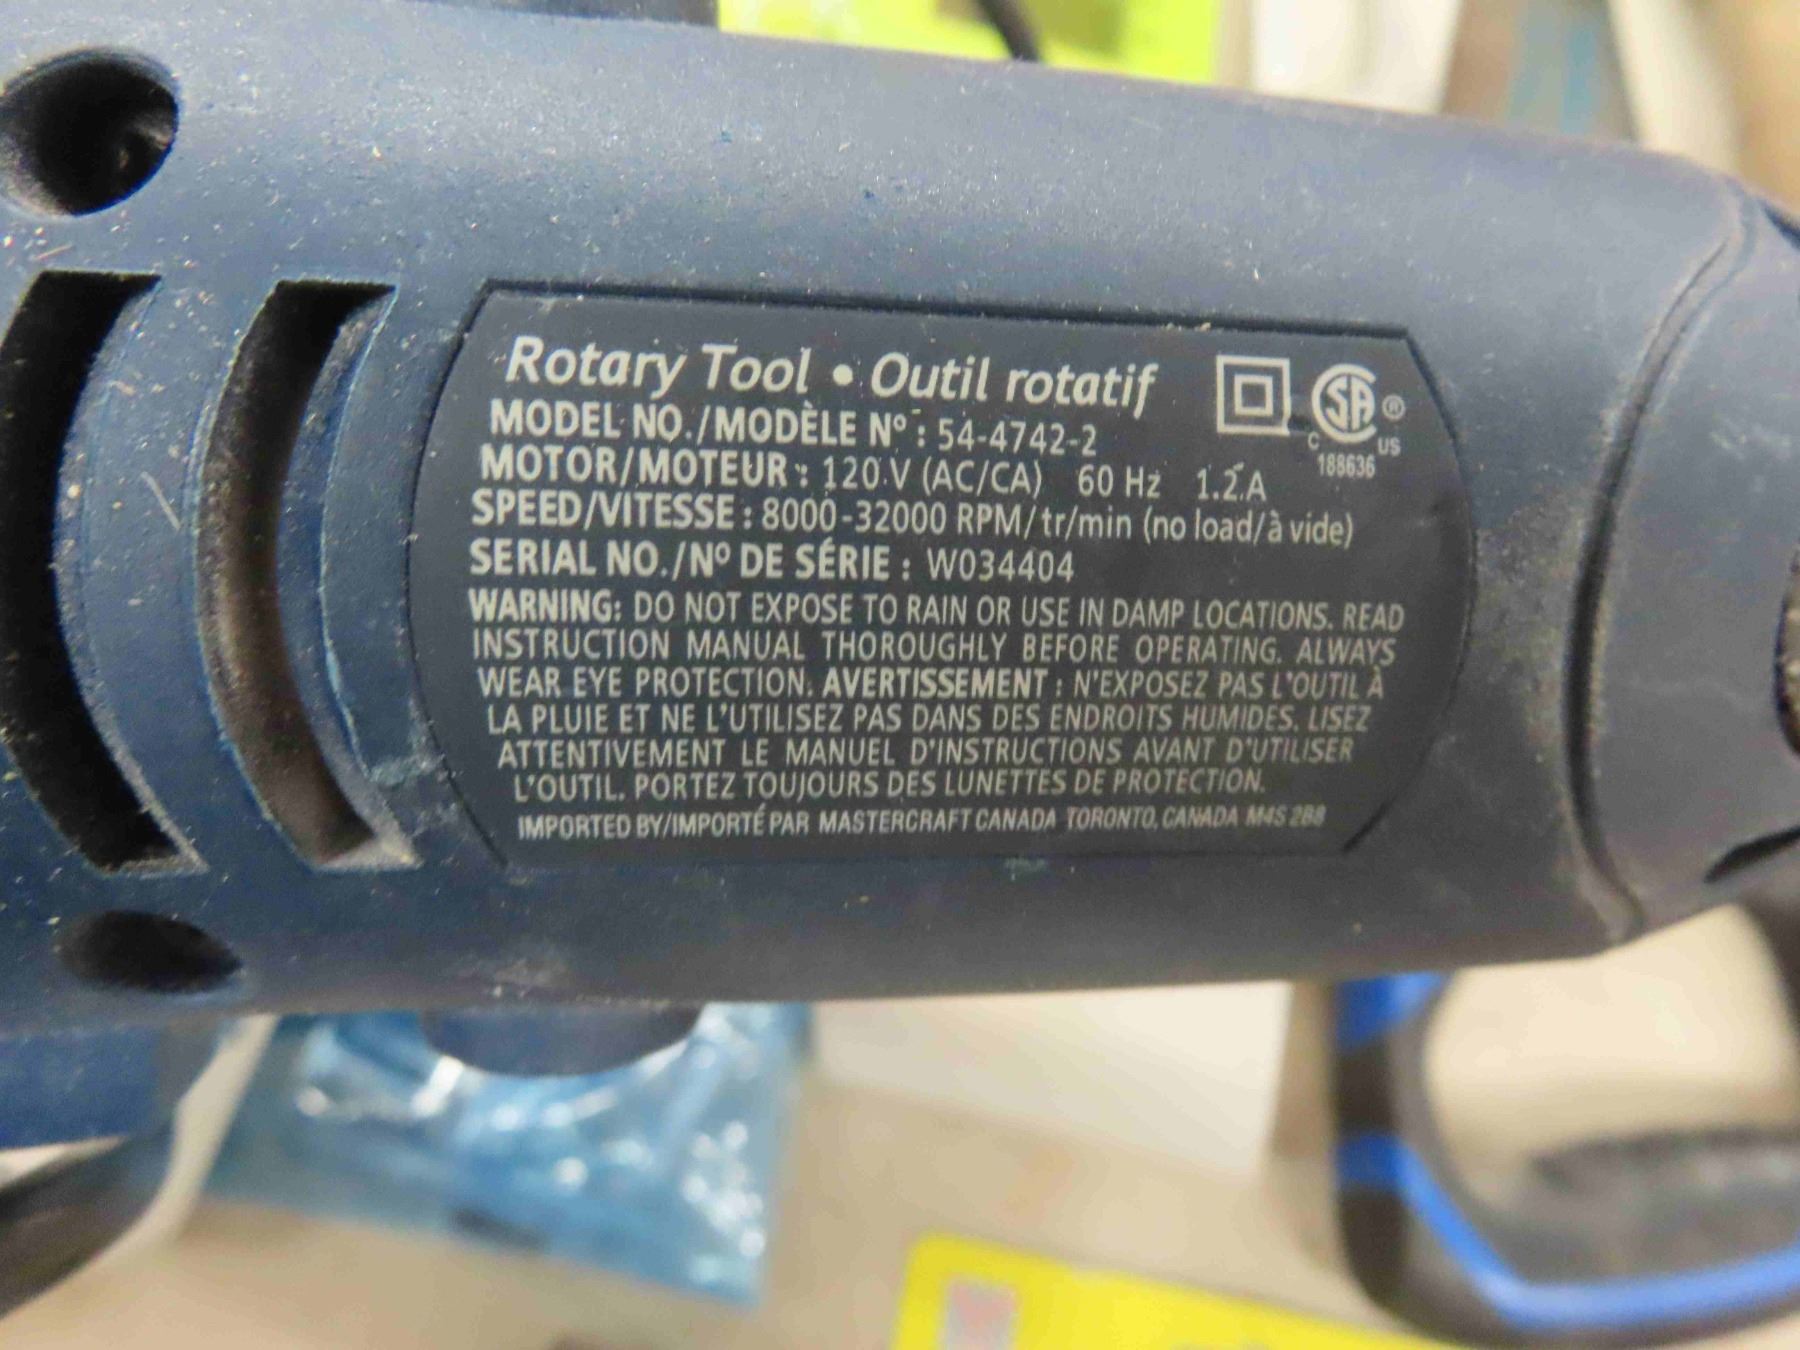 Rotary Tool • Outil rotatif
MODEL NO./MODÈLE Nº : 54-4742-2
MOTOR/MOTEUR : 120 V (AC/CA) 60 Hz 1.2 A
SPEED/VITESSE : 8000-32000 RPM/tr/min (no load/à vide)
SERIAL NO./Nº DE SÉRIE : W034404
SA ®
C US
188636
WARNING: DO NOT EXPOSE TO RAIN OR USE IN DAMP LOCATIONS. READ
INSTRUCTION MANUAL THOROUGHLY BEFORE OPERATING. ALWAYS
WEAR EYE PROTECTION. AVERTISSEMENT : N'EXPOSEZ PAS L'OUTIL À
LA PLUIE ET NE L'UTILISEZ PAS DANS DES ENDROITS HUMIDES. LISEZ
ATTENTIVEMENT LE MANUEL D'INSTRUCTIONS AVANT D'UTILISER
L'OUTIL. PORTEZ TOUJOURS DES LUNETTES DE PROTECTION.
IMPORTED BY/IMPORTÉ PAR MASTERCRAFT CANADA TORONTO, CANADA M4S 2B8